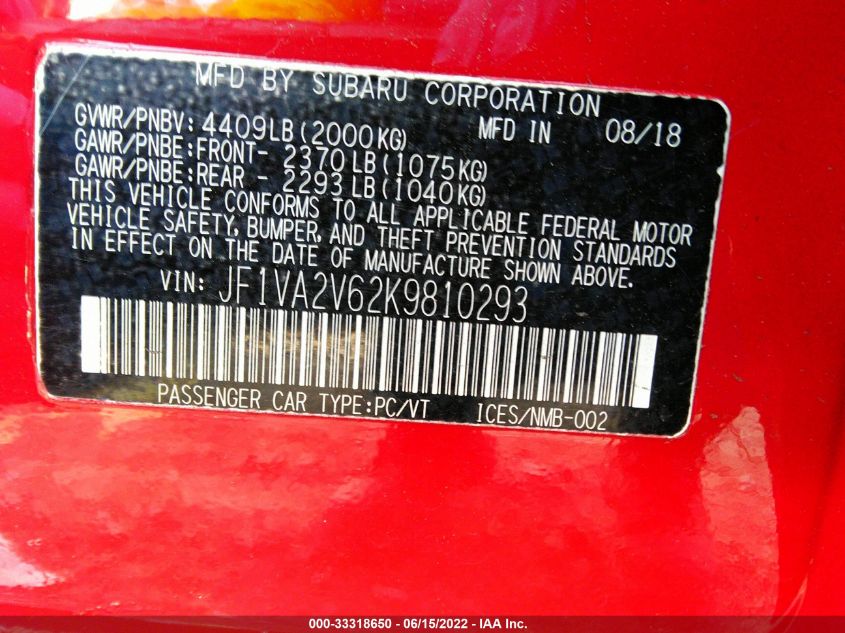 MFD BY SUBARU CORPORATION
GVWR/PNBV: 4409LB(2000KG) MFD IN 08/18
GAWR/PNBE:FRONT- 2370LB(1075KG)
GAWR/PNBE:REAR - 2293LB(1040KG)
THIS VEHICLE CONFORMS TO ALL APPLICABLE FEDERAL MOTOR
VEHICLE SAFETY, BUMPER, AND THEFT PREVENTION STANDARDS
IN EFFECT ON THE DATE OF MANUFACTURE SHOWN ABOVE.
VIN: JF1VA2V62K9810293
PASSENGER CAR TYPE:PC/VT ICES/NMB-002
000-33318650 - 06/15/2022 - IAA Inc.